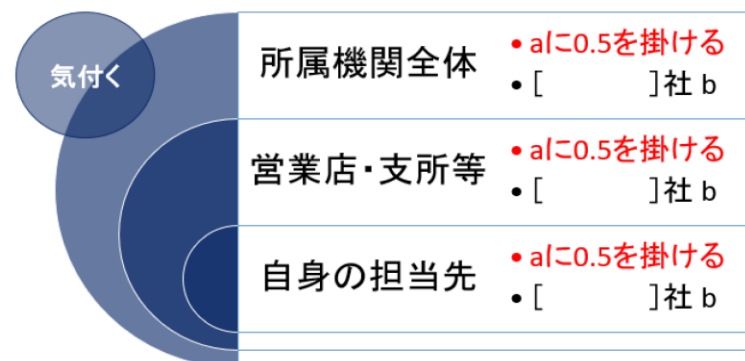 気付く
所属機関全体
• aに0.5を掛ける
• [ ]社 b
営業店・支所等
• aに0.5を掛ける
• [ ]社 b
自身の担当先
• aに0.5を掛ける
• [ ]社 b